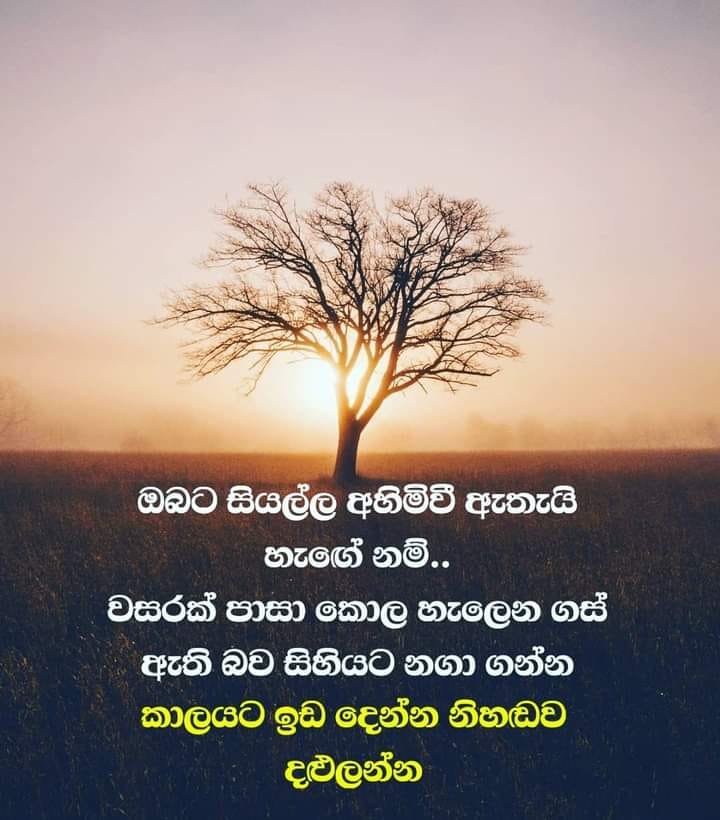 ඔබට සියල්ල අහිමිවී ඇතැයි
හැඟේ නම්..
වසරක් පාසා කොල හැලෙන ගස්
ඇති බව සිහියට නගා ගන්න
කාලයට ඉඩ දෙන්න නිහඬව
දළුලන්න